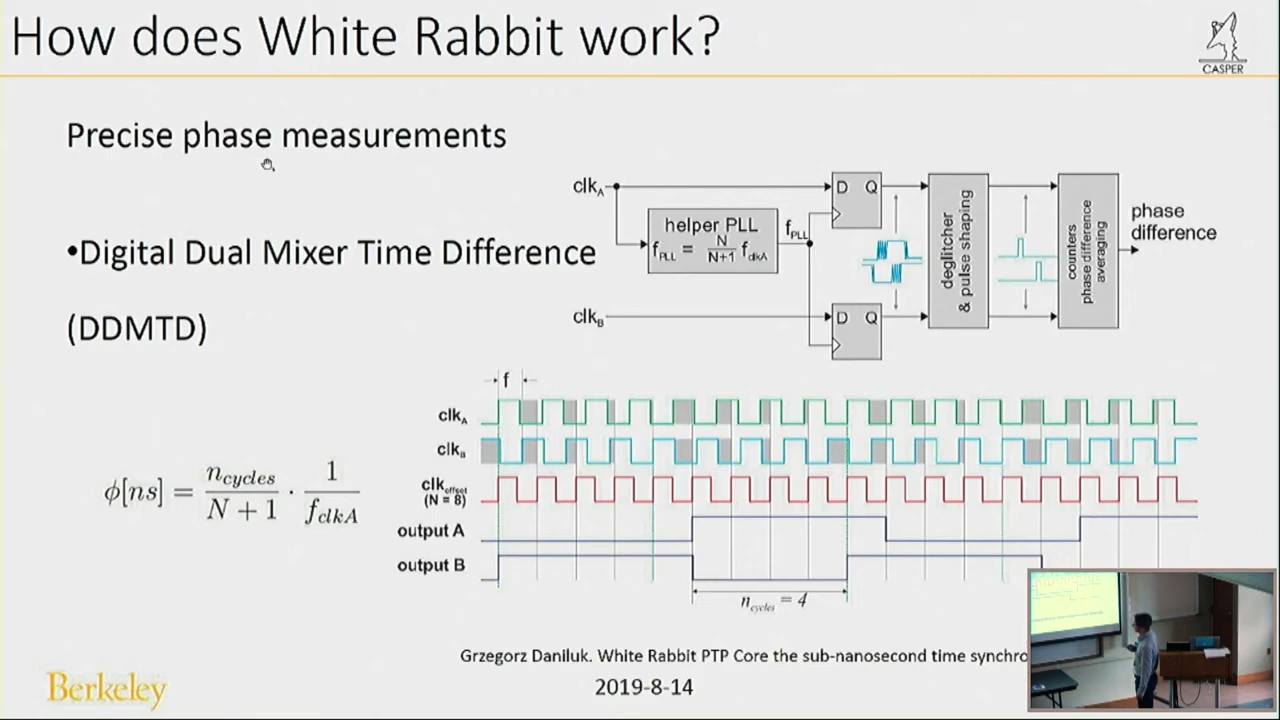 How does White Rabbit work?
CASPER
Precise phase measurements
•Digital Dual Mixer Time Difference
(DDMTD)
clk_A
helper PLL
f_PLL = N/N+1 f_clkA
f_PLL
D Q
deglitcher
& pulse shaping
counters
phase difference
averaging
phase
difference
clk_B
D Q
f
clk_A
clk_B
clk_offset
(N = 8)
output A
output B
n_cycles = 4
ϕ[ns] = n_cycles/N + 1 · 1/f_clkA
Grzegorz Daniluk. White Rabbit PTP Core the sub-nanosecond time synchro
Berkeley
2019-8-14